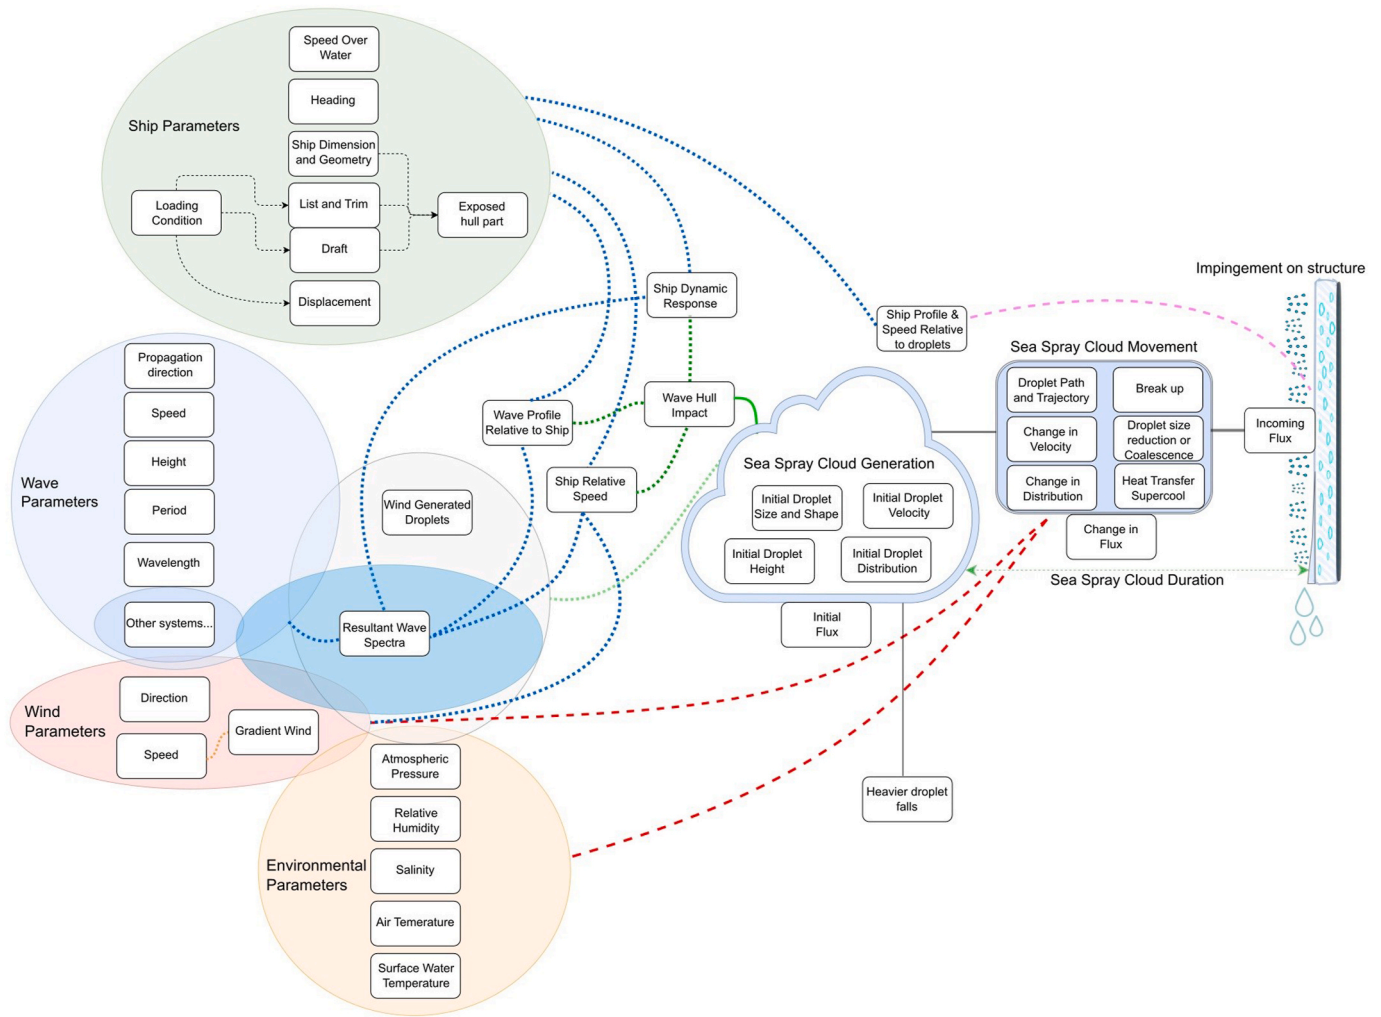 Ship Parameters
Speed Over
Water
Heading
Ship Dimension
and Geometry
Loading
Condition
List and Trim
Draft
Displacement
Exposed
hull part
Wave
Parameters
Propagation
direction
Speed
Height
Period
Wavelength
Other systems...
Wind
Parameters
Direction
Speed
Gradient Wind
Environmental
Parameters
Atmospheric
Pressure
Relative
Humidity
Salinity
Air Temerature
Surface Water
Temperature
Wind Generated
Droplets
Resultant Wave
Spectra
Wave Profile
Relative to Ship
Ship Relative
Speed
Ship Dynamic
Response
Wave Hull
Impact
Ship Profile &
Speed Relative
to droplets
Sea Spray Cloud Generation
Initial Droplet
Size and Shape
Initial Droplet
Velocity
Initial Droplet
Height
Initial Droplet
Distribution
Initial
Flux
Heavier droplet
falls
Sea Spray Cloud Movement
Droplet Path
and Trajectory
Break up
Change in
Velocity
Droplet size
reduction or
Coalescence
Change in
Distribution
Heat Transfer
Supercool
Change in
Flux
Sea Spray Cloud Duration
Impingement on structure
Incoming
Flux